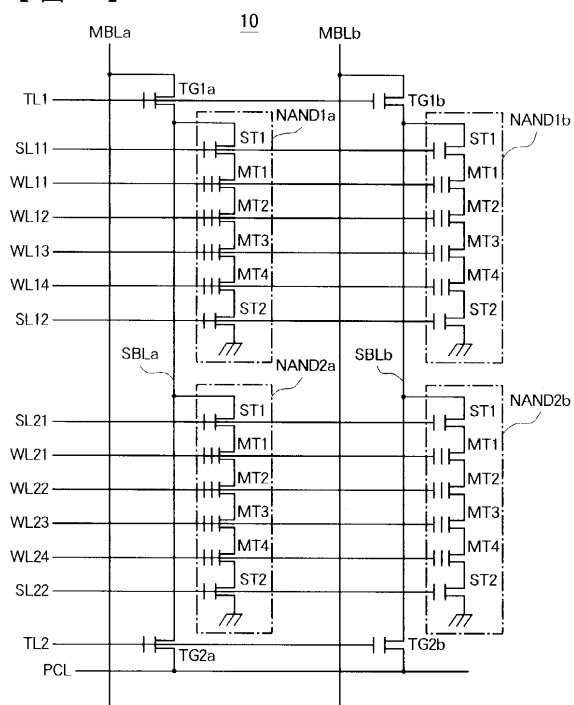 10
MBLa
MBLb
TL1
TG1a
TG1b
NAND1a
NAND1b
SL11
ST1
ST1
WL11
MT1
MT1
WL12
MT2
MT2
WL13
MT3
MT3
WL14
MT4
MT4
SL12
ST2
ST2
SBLa
SBLb
NAND2a
NAND2b
SL21
ST1
ST1
WL21
MT1
MT1
WL22
MT2
MT2
WL23
MT3
MT3
WL24
MT4
MT4
SL22
ST2
ST2
TL2
TG2a
TG2b
PCL